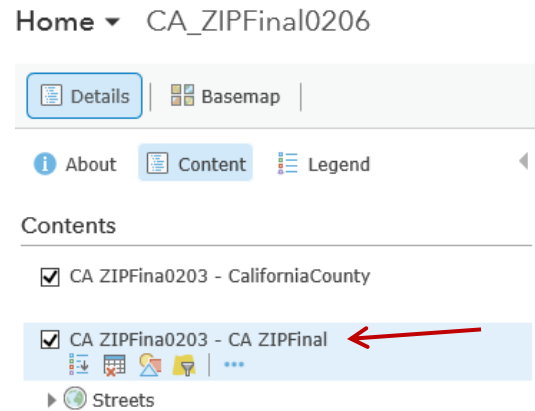 Home CA_ZIPFinal0206
Details Basemap
About Content Legend
Contents
CA ZIPFina0203 - CaliforniaCounty
CA ZIPFina0203 - CA ZIPFinal
Streets